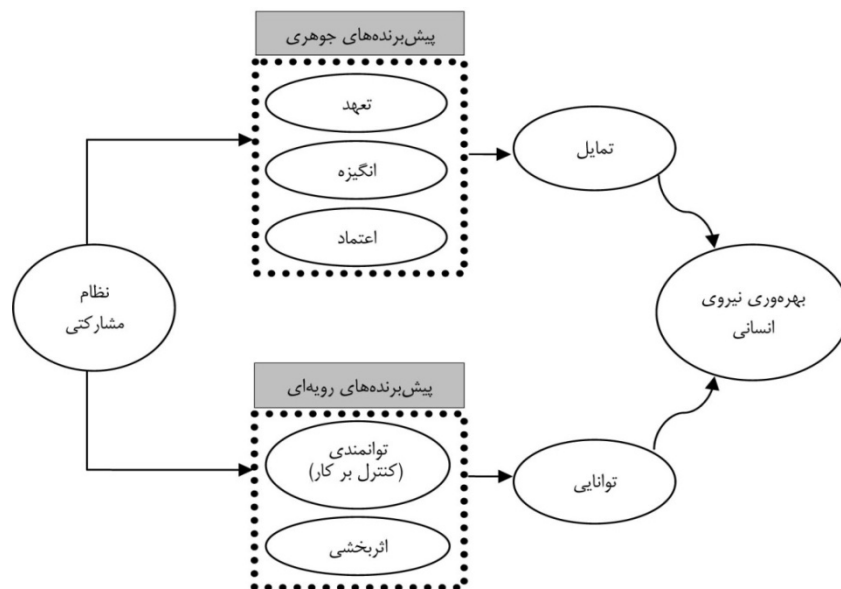 پیش‌برنده‌های جوهری
تعهد
انگیزه
اعتماد
تمایل
نظام
مشارکتی
بهره‌وری نیروی
انسانی
پیش‌برنده‌های رویه‌ای
توانمندی
(کنترل بر کار)
اثربخشی
توانایی